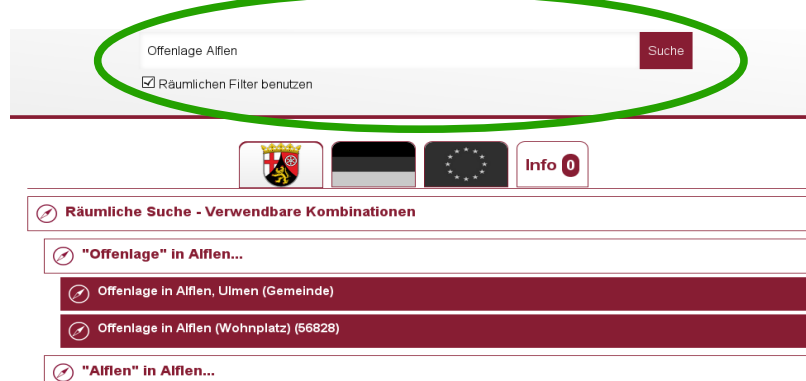 Offenlage Alflen
Suche
Räumlichen Filter benutzen
Info 0
Räumliche Suche - Verwendbare Kombinationen
"Offenlage" in Alflen...
Offenlage in Alflen, Ulmen (Gemeinde)
Offenlage in Alflen (Wohnplatz) (56828)
"Alflen" in Alflen...